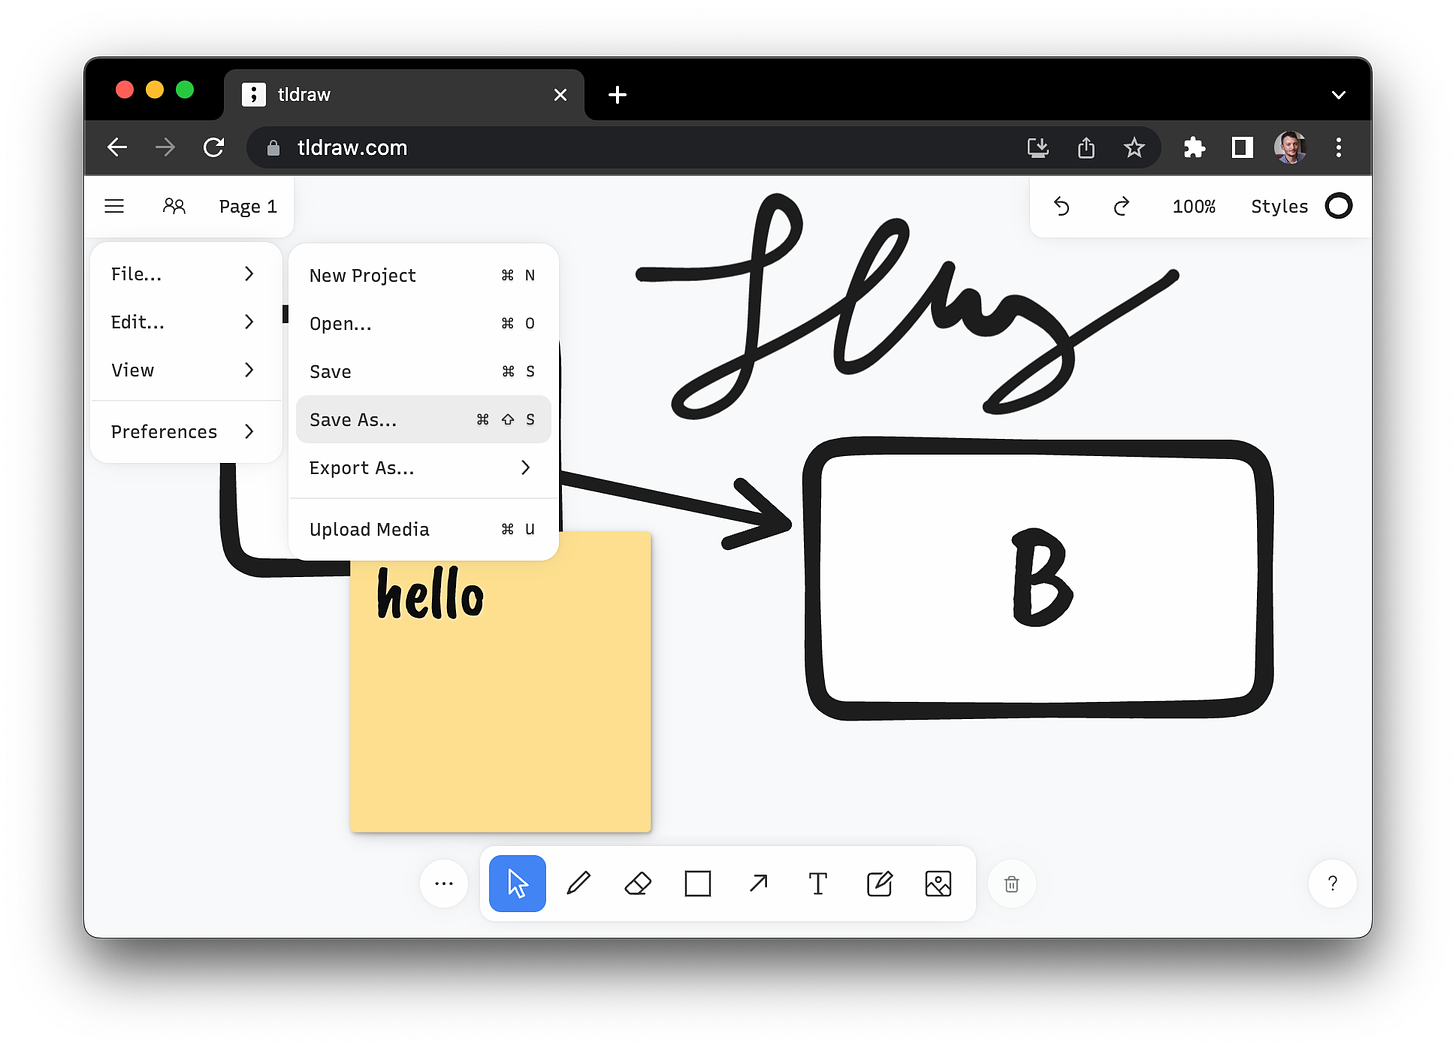 tldraw
tldraw.com
Page 1
100%
Styles
File...
Edit...
View
Preferences
New Project ⌘ N
Open... ⌘ O
Save ⌘ S
Save As... ⌘ ⇧ S
Export As...
Upload Media ⌘ U
hello
B
T
?